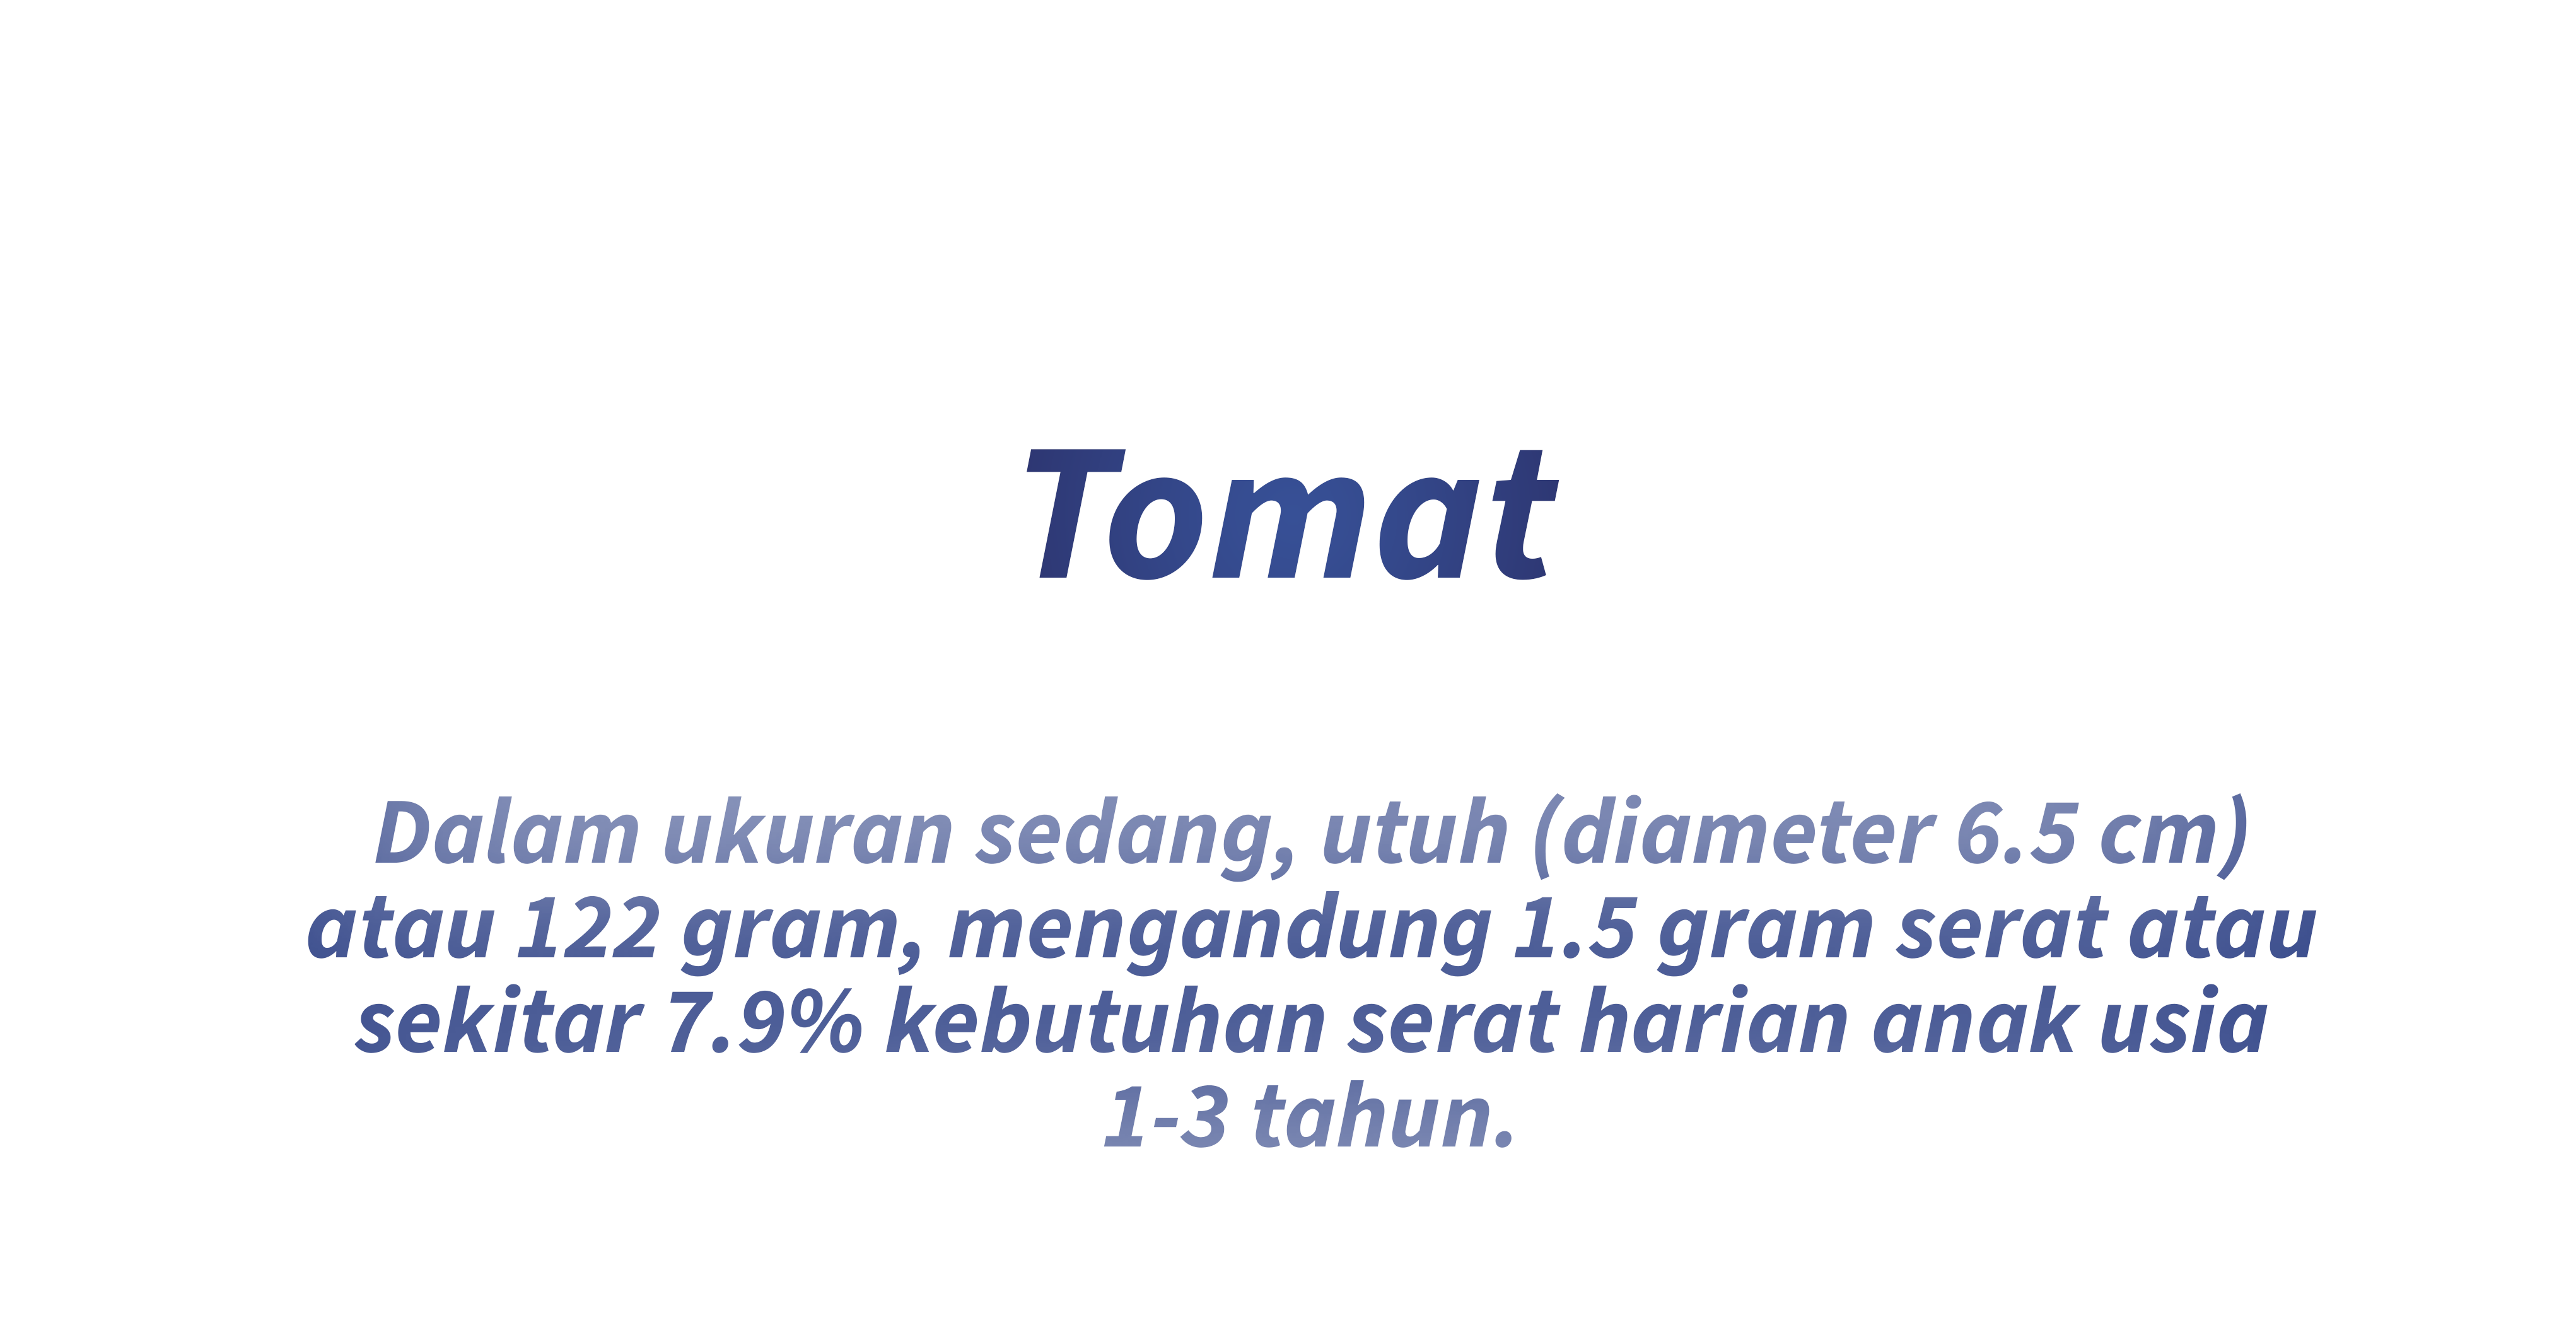 Tomat
Dalam ukuran sedang, utuh (diameter 6.5 cm)
atau 122 gram, mengandung 1.5 gram serat atau
sekitar 7.9% kebutuhan serat harian anak usia
1-3 tahun.